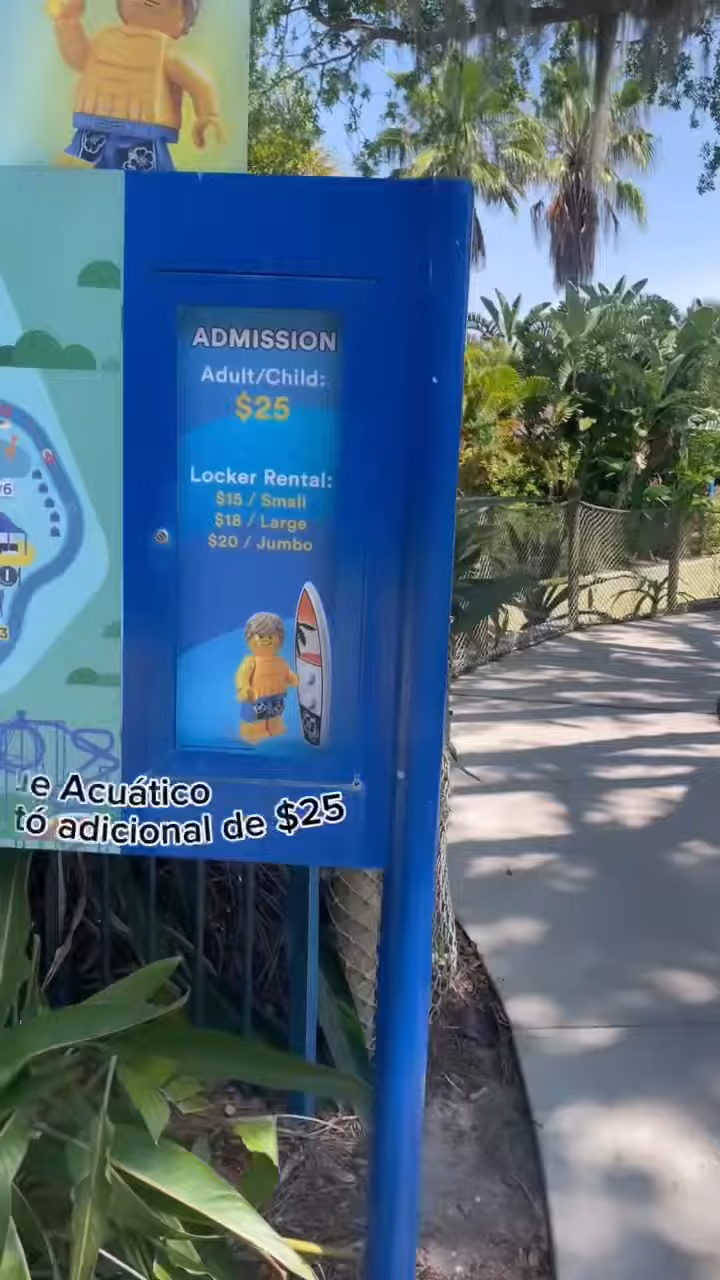 ADMISSION
Adult/Child:
$25
Locker Rental:
$15 / Small
$18 / Large
$20 / Jumbo
e Acuático
tó adicional de $25